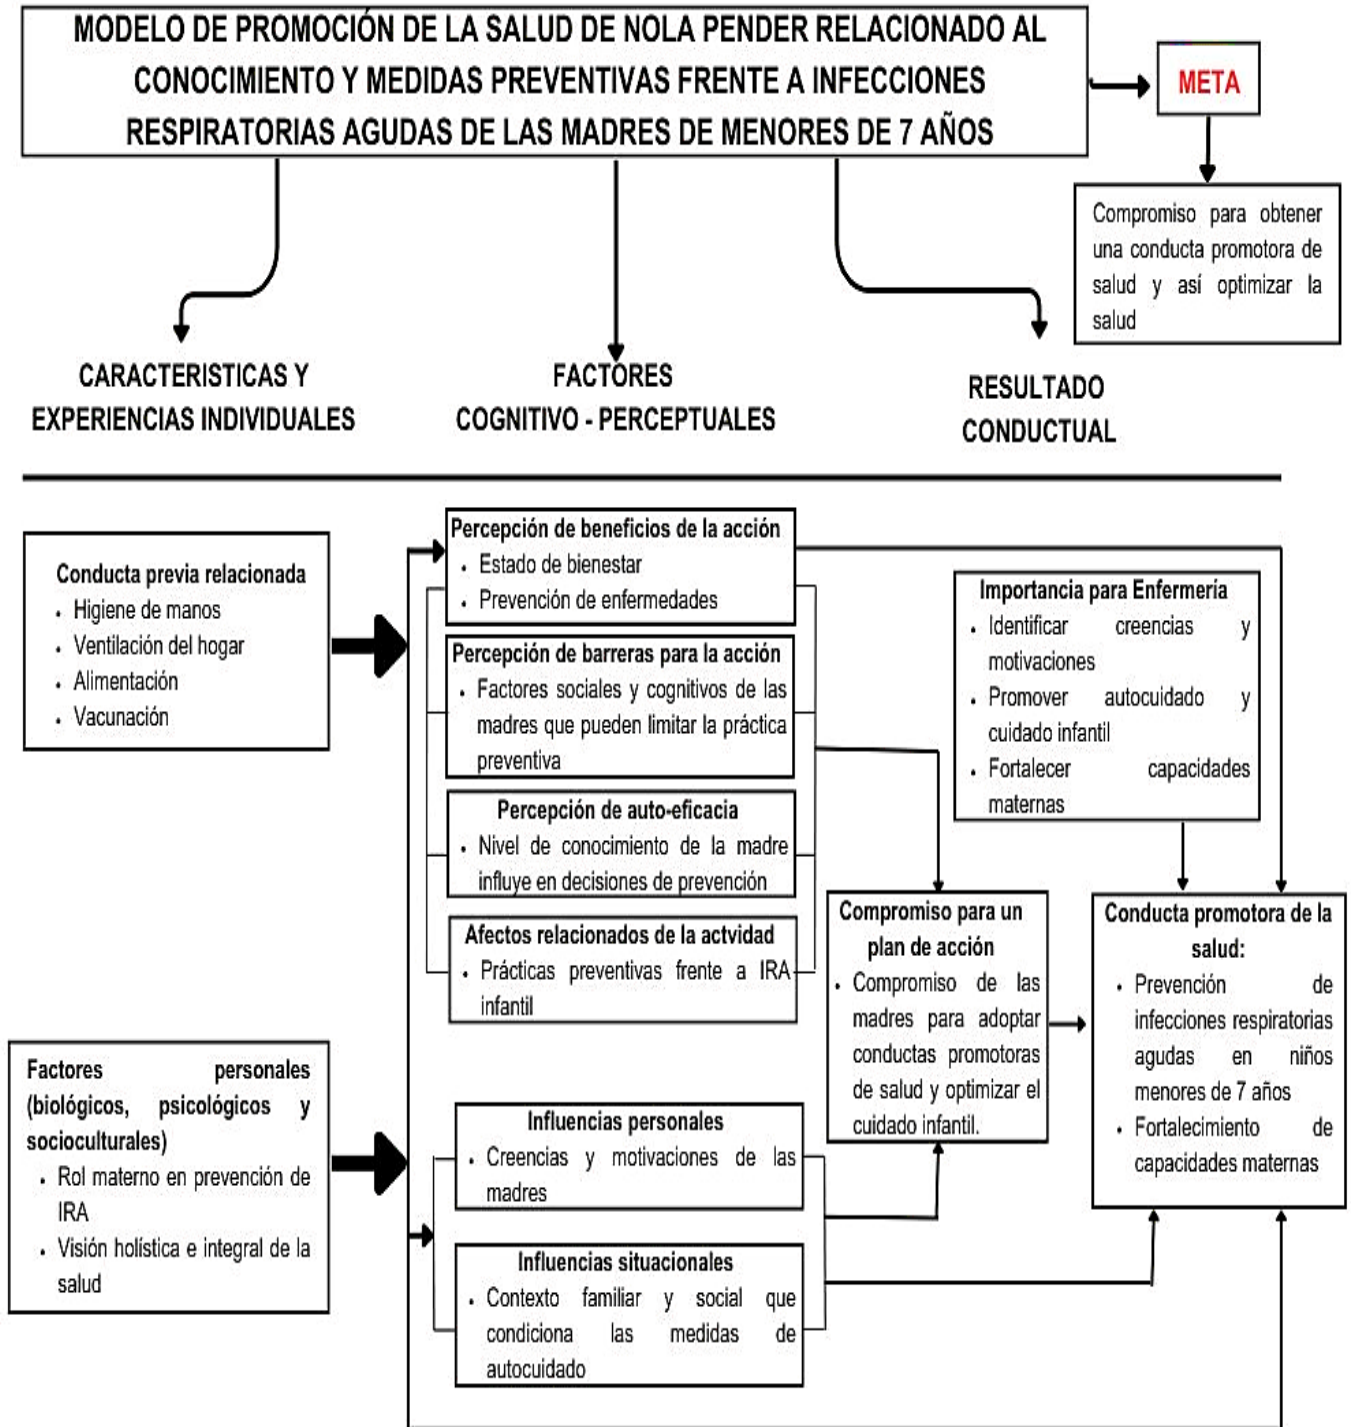 MODELO DE PROMOCIÓN DE LA SALUD DE NOLA PENDER RELACIONADO AL
CONOCIMIENTO Y MEDIDAS PREVENTIVAS FRENTE A INFECCIONES
RESPIRATORIAS AGUDAS DE LAS MADRES DE MENORES DE 7 AÑOS
META
Compromiso para obtener
una conducta promotora de
salud y así optimizar la
salud
CARACTERISTICAS Y
EXPERIENCIAS INDIVIDUALES
FACTORES
COGNITIVO - PERCEPTUALES
RESULTADO
CONDUCTUAL
Conducta previa relacionada
• Higiene de manos
• Ventilación del hogar
• Alimentación
• Vacunación
Factores personales
(biológicos, psicológicos y
socioculturales)
• Rol materno en prevención de
IRA
• Visión holística e integral de la
salud
Percepción de beneficios de la acción
• Estado de bienestar
• Prevención de enfermedades
Percepción de barreras para la acción
• Factores sociales y cognitivos de las
madres que pueden limitar la práctica
preventiva
Percepción de auto-eficacia
• Nivel de conocimiento de la madre
influye en decisiones de prevención
Afectos relacionados de la actvidad
• Prácticas preventivas frente a IRA
infantil
Influencias personales
• Creencias y motivaciones de las
madres
Influencias situacionales
• Contexto familiar y social que
condiciona las medidas de
autocuidado
Compromiso para un
plan de acción
• Compromiso de las
madres para adoptar
conductas promotoras
de salud y optimizar el
cuidado infantil.
Importancia para Enfermería
• Identificar creencias y
motivaciones
• Promover autocuidado y
cuidado infantil
• Fortalecer capacidades
maternas
Conducta promotora de la
salud:
• Prevención de
infecciones respiratorias
agudas en niños
menores de 7 años
• Fortalecimiento de
capacidades maternas